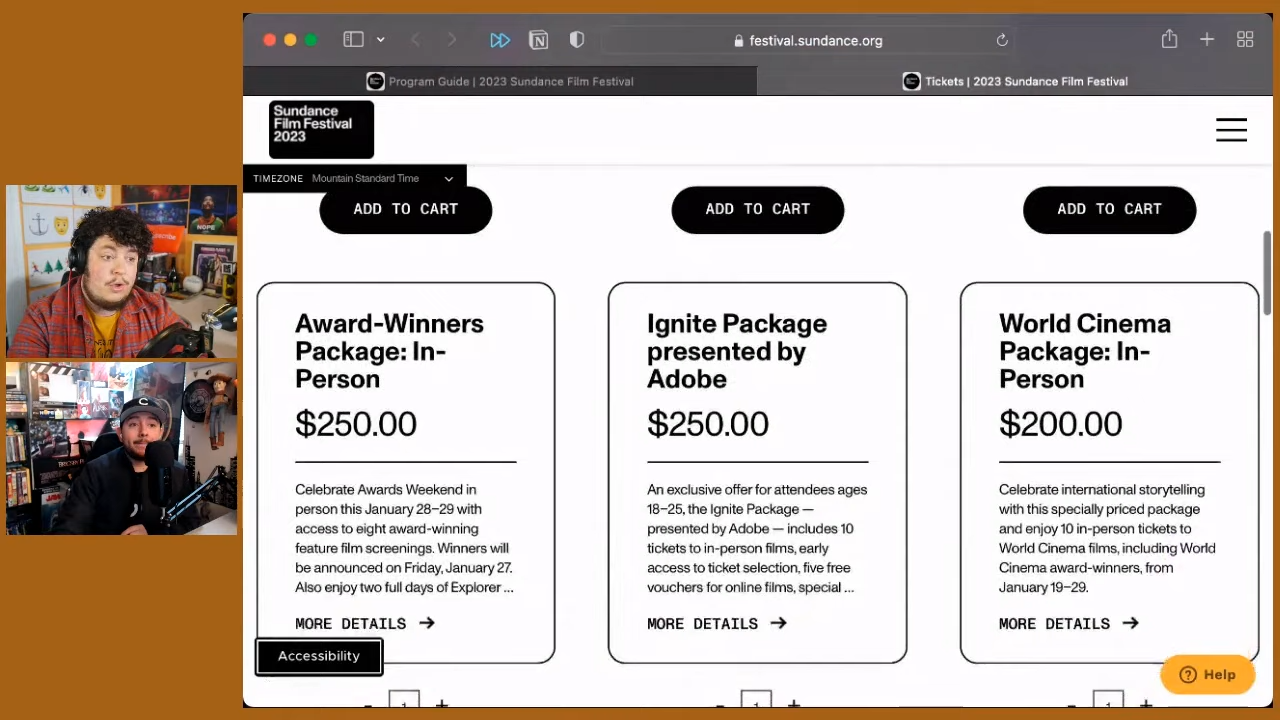 festival.sundance.org
Program Guide | 2023 Sundance Film Festival
Tickets | 2023 Sundance Film Festival
Sundance
Film Festival
2023
TIMEZONE Mountain Standard Time
ADD TO CART
ADD TO CART
ADD TO CART
Award-Winners
Package: In-
Person
$250.00
Celebrate Awards Weekend in
person this January 28–29 with
access to eight award-winning
feature film screenings. Winners will
be announced on Friday, January 27.
Also enjoy two full days of Explorer ...
MORE DETAILS →
Ignite Package
presented by
Adobe
$250.00
An exclusive offer for attendees ages
18–25, the Ignite Package —
presented by Adobe — includes 10
tickets to in-person films, early
access to ticket selection, five free
vouchers for online films, special ...
MORE DETAILS →
World Cinema
Package: In-
Person
$200.00
Celebrate international storytelling
with this specially priced package
and enjoy 10 in-person tickets to
World Cinema films, including World
Cinema award-winners, from
January 19–29.
MORE DETAILS →
Accessibility
Help
- 1 +
- 1 +
- 1 +
NOPE